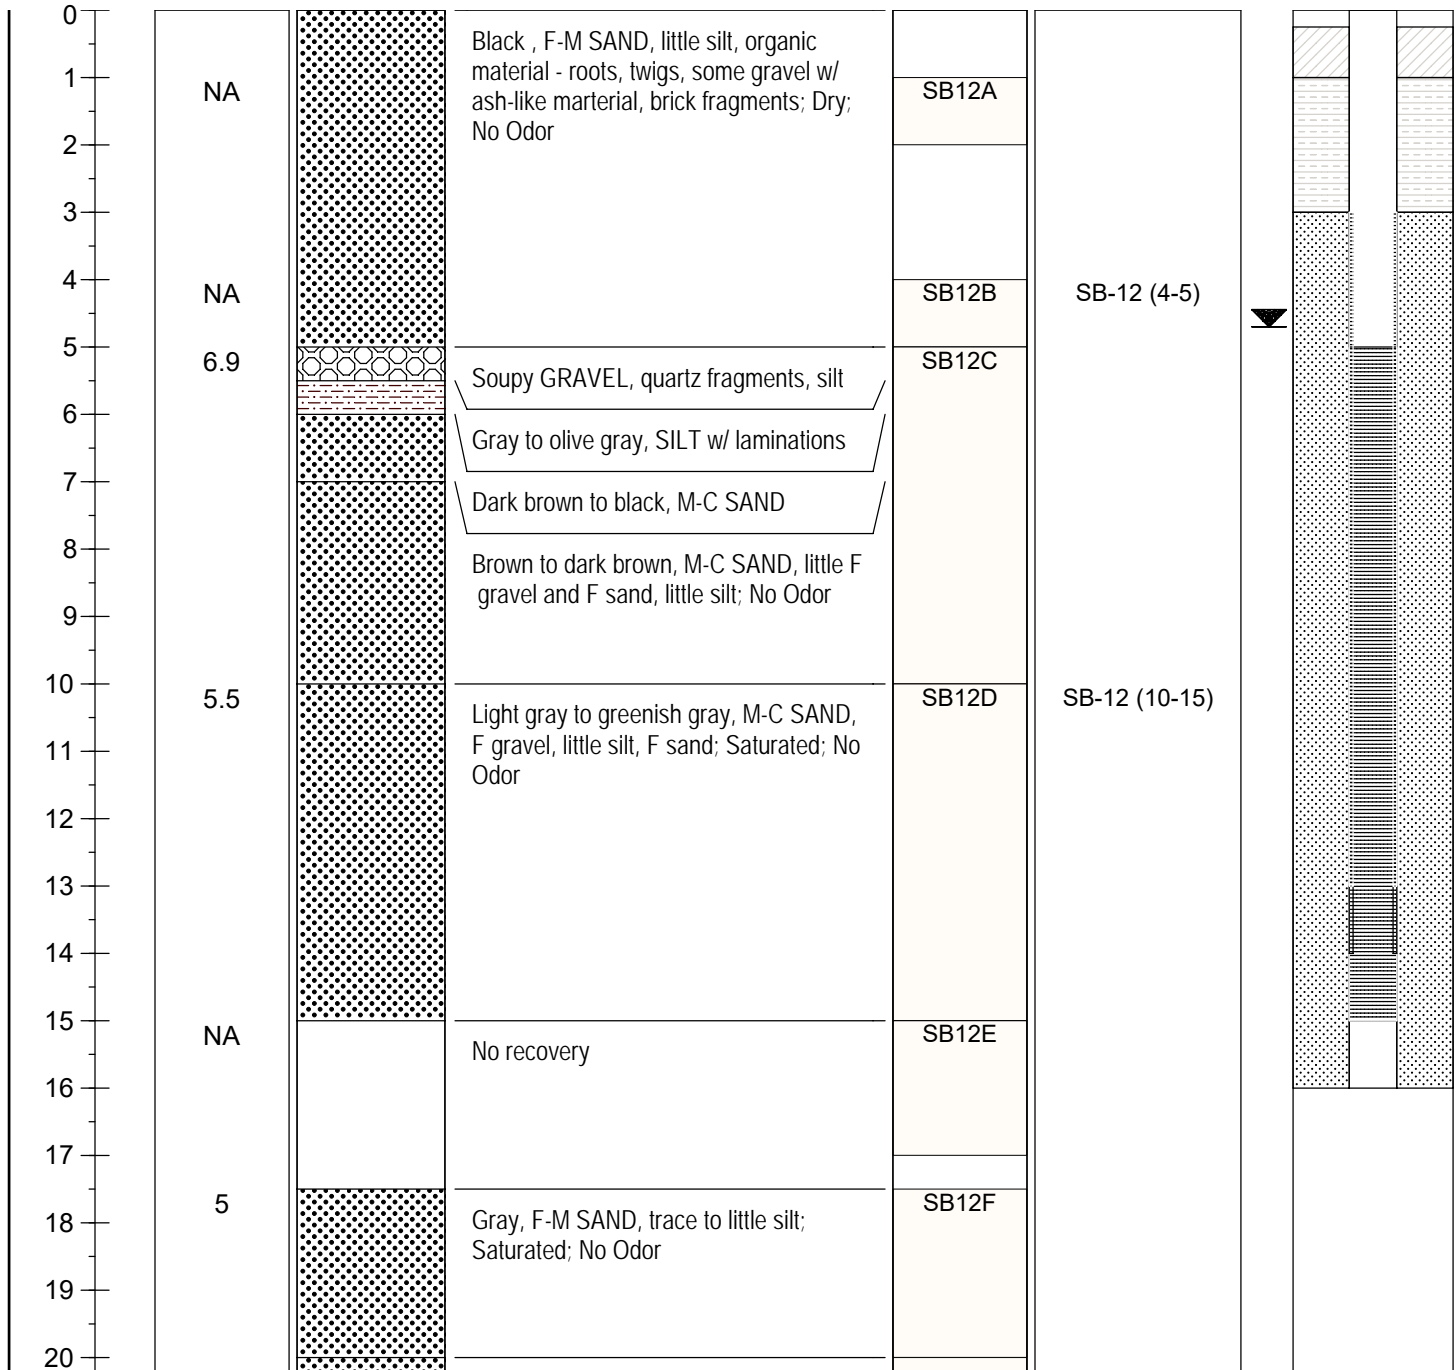 0
1
2
3
4
5
6
7
8
9
10
11
12
13
14
15
16
17
18
19
20
NA
NA
6.9
5.5
NA
5
Black , F-M SAND, little silt, organic
material - roots, twigs, some gravel w/
ash-like marterial, brick fragments; Dry;
No Odor
Soupy GRAVEL, quartz fragments, silt
Gray to olive gray, SILT w/ laminations
Dark brown to black, M-C SAND
Brown to dark brown, M-C SAND, little F
gravel and F sand, little silt; No Odor
Light gray to greenish gray, M-C SAND,
F gravel, little silt, F sand; Saturated; No
Odor
No recovery
Gray, F-M SAND, trace to little silt;
Saturated; No Odor
SB12A
SB12B
SB12C
SB12D
SB12E
SB12F
SB-12 (4-5)
SB-12 (10-15)